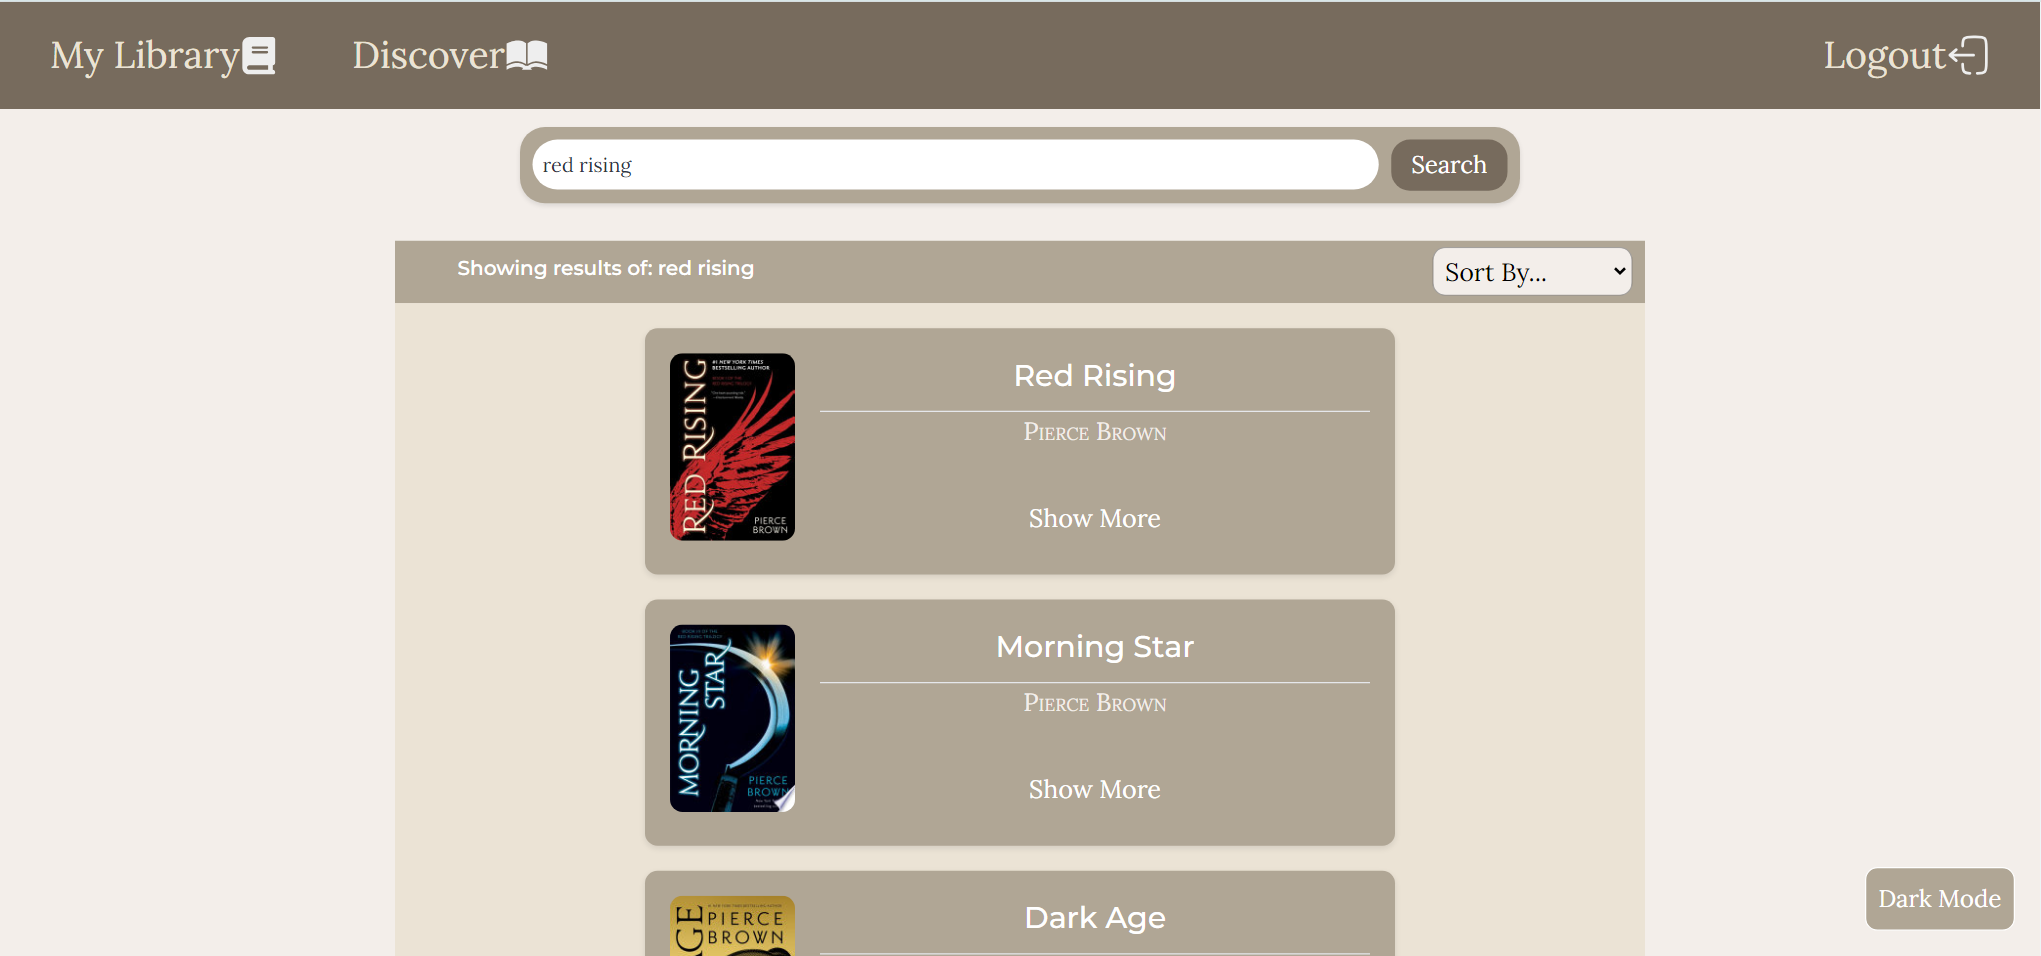 My Library
Discover
Logout
red rising
Search
Showing results of: red rising
Sort By...
#1 NEW YORK TIMES
BESTSELLING AUTHOR
RED RISING
PIERCE
BROWN
Red Rising
Pierce Brown
Show More
MORNING
STAR
PIERCE
BROWN
Morning Star
Pierce Brown
Show More
PIERCE
BROWN
Dark Age
Dark Mode